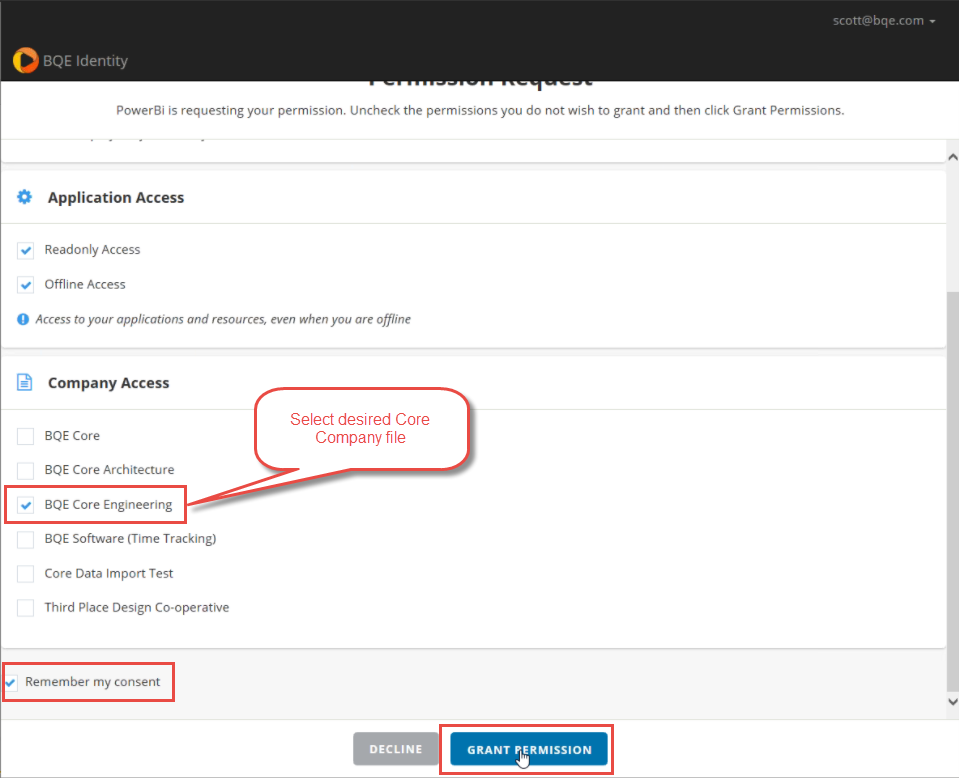 scott@bqe.com
BQE Identity
Permission Request
PowerBi is requesting your permission. Uncheck the permissions you do not wish to grant and then click Grant Permissions.
Application Access
Readonly Access
Offline Access
Access to your applications and resources, even when you are offline
Company Access
Select desired Core
Company file
BQE Core
BQE Core Architecture
BQE Core Engineering
BQE Software (Time Tracking)
Core Data Import Test
Third Place Design Co-operative
Remember my consent
DECLINE
GRANT PERMISSION